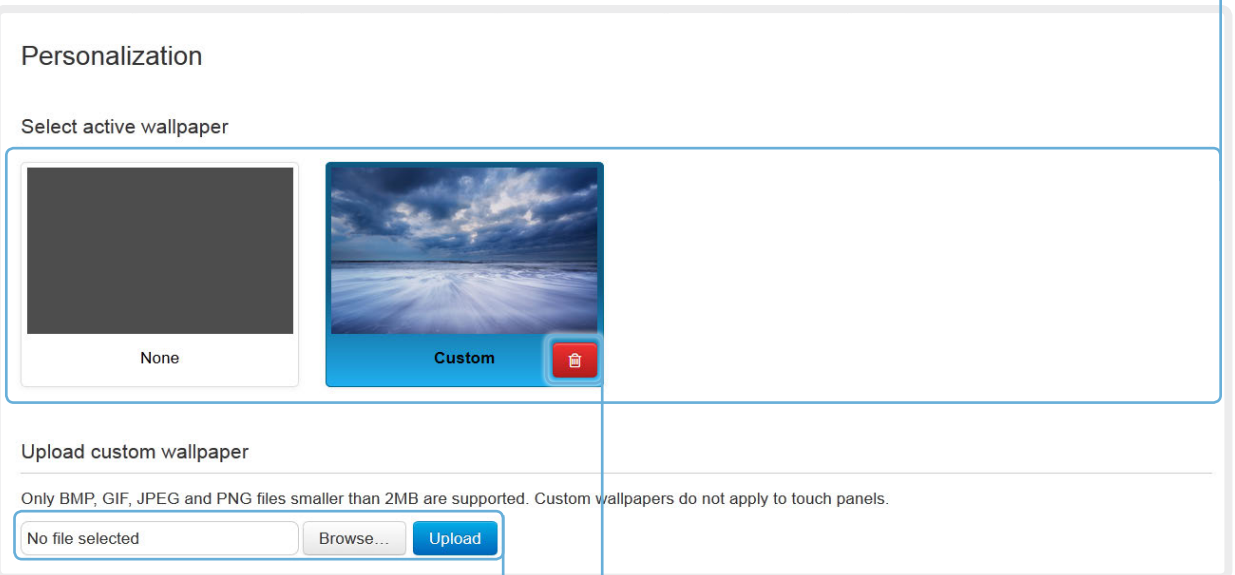 Personalization
Select active wallpaper
None
Custom
Upload custom wallpaper
Only BMP, GIF, JPEG and PNG files smaller than 2MB are supported. Custom wallpapers do not apply to touch panels.
No file selected
Browse...
Upload